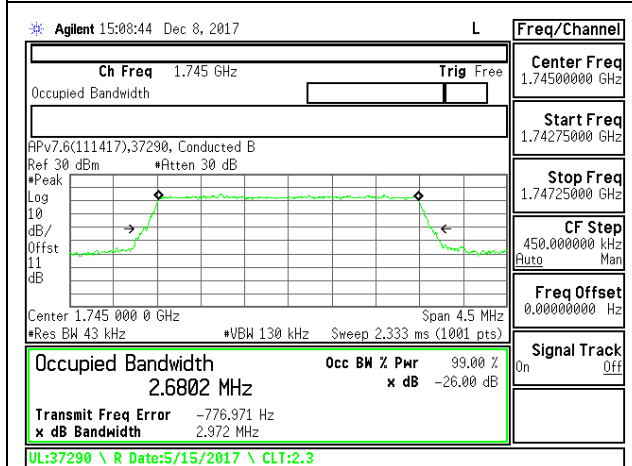 Agilent 15:08:44 Dec 8, 2017 L
Freq/Channel
Ch Freq 1.745 GHz Trig Free
Occupied Bandwidth
Center Freq
1.74500000 GHz
Start Freq
1.74275000 GHz
Stop Freq
1.74725000 GHz
CF Step
450.000000 kHz
Auto Man
Freq Offset
0.00000000 Hz
Signal Track
On Off
APv7.6(111417),37290, Conducted B
Ref 30 dBm #Atten 30 dB
#Peak
Log
10
dB/
Offst
11
dB
Center 1.745 000 0 GHz Span 4.5 MHz
#Res BW 43 kHz #VBW 130 kHz Sweep 2.333 ms (1001 pts)
Occupied Bandwidth Occ BW % Pwr 99.00 %
2.6802 MHz x dB -26.00 dB
Transmit Freq Error -776.971 Hz
x dB Bandwidth 2.972 MHz
UL:37290 \ R Date:5/15/2017 \ CLT:2.3